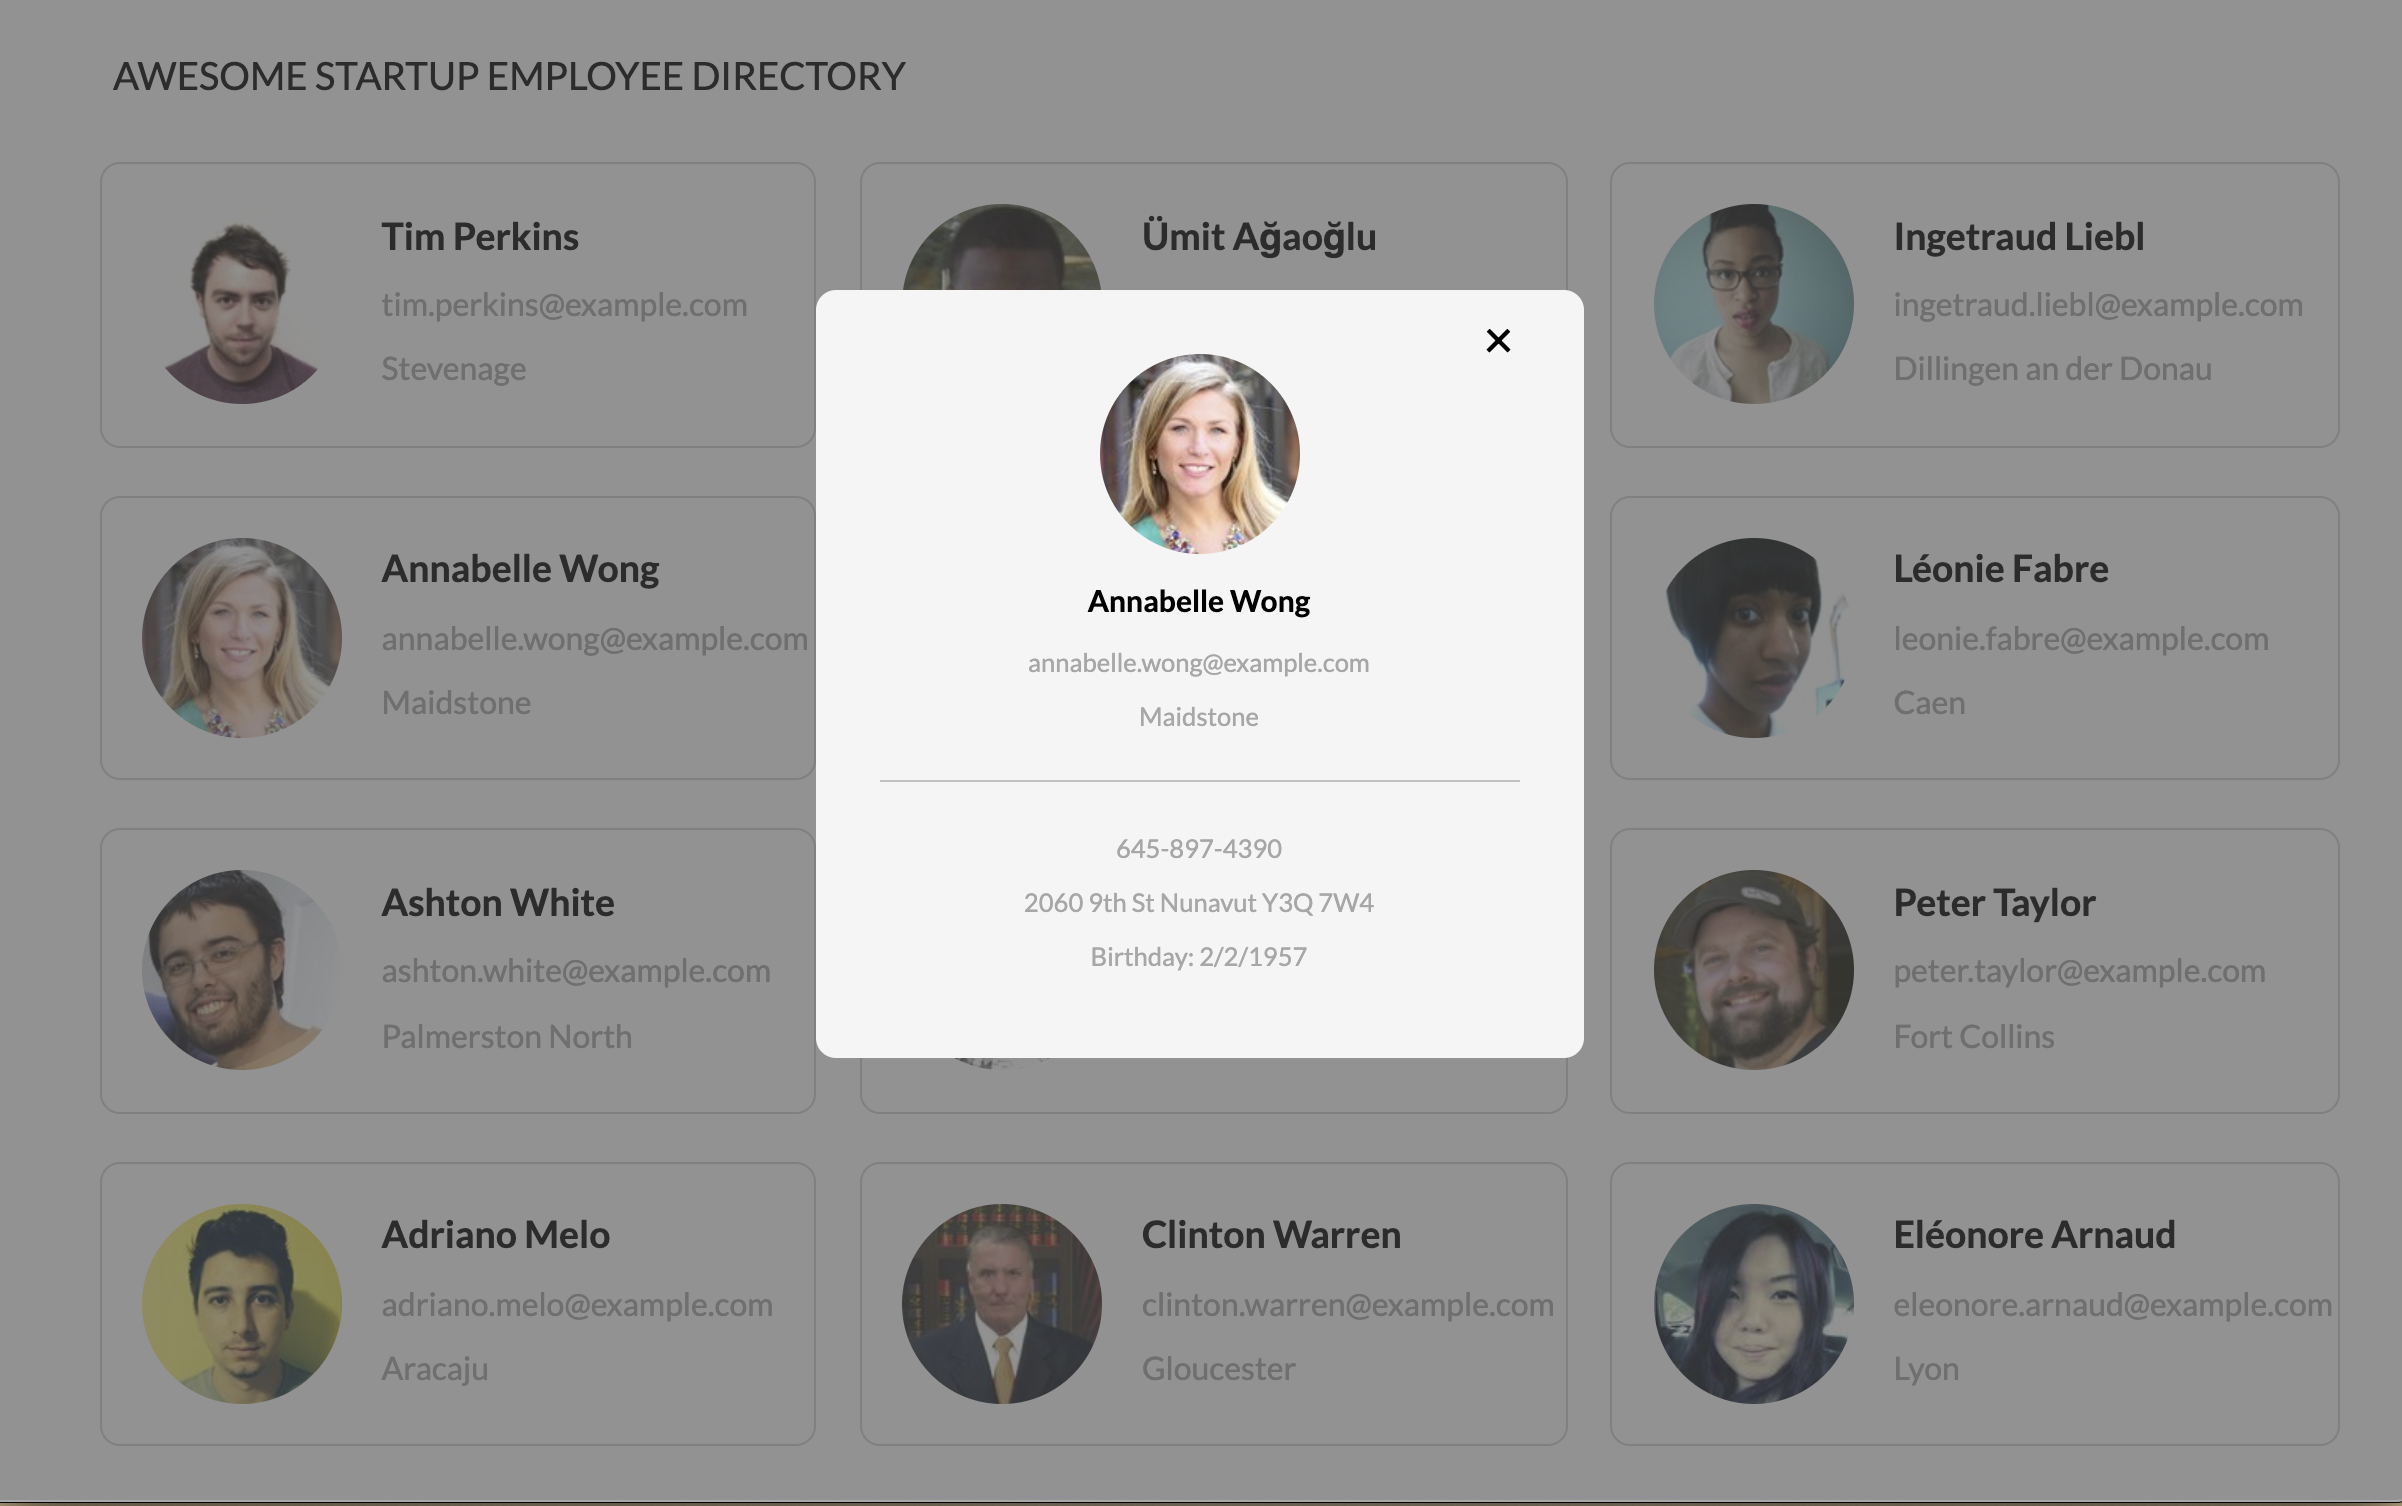 AWESOME STARTUP EMPLOYEE DIRECTORY
Tim Perkins
tim.perkins@example.com
Stevenage
Ümit Ağaoğlu
Ingetraud Liebl
ingetraud.liebl@example.com
Dillingen an der Donau
Annabelle Wong
annabelle.wong@example.com
Maidstone
✕
Annabelle Wong
annabelle.wong@example.com
Maidstone
645-897-4390
2060 9th St Nunavut Y3Q 7W4
Birthday: 2/2/1957
Léonie Fabre
leonie.fabre@example.com
Caen
Ashton White
ashton.white@example.com
Palmerston North
Peter Taylor
peter.taylor@example.com
Fort Collins
Adriano Melo
adriano.melo@example.com
Aracaju
Clinton Warren
clinton.warren@example.com
Gloucester
Eléonore Arnaud
eleonore.arnaud@example.com
Lyon